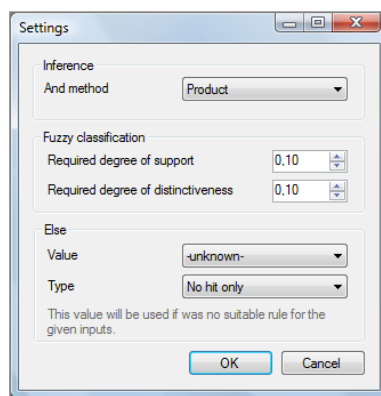 Settings
Inference
And method Product
Fuzzy classification
Required degree of support 0,10
Required degree of distinctiveness 0,10
Else
Value -unknown-
Type No hit only
This value will be used if was no suitable rule for the
given inputs.
OK Cancel